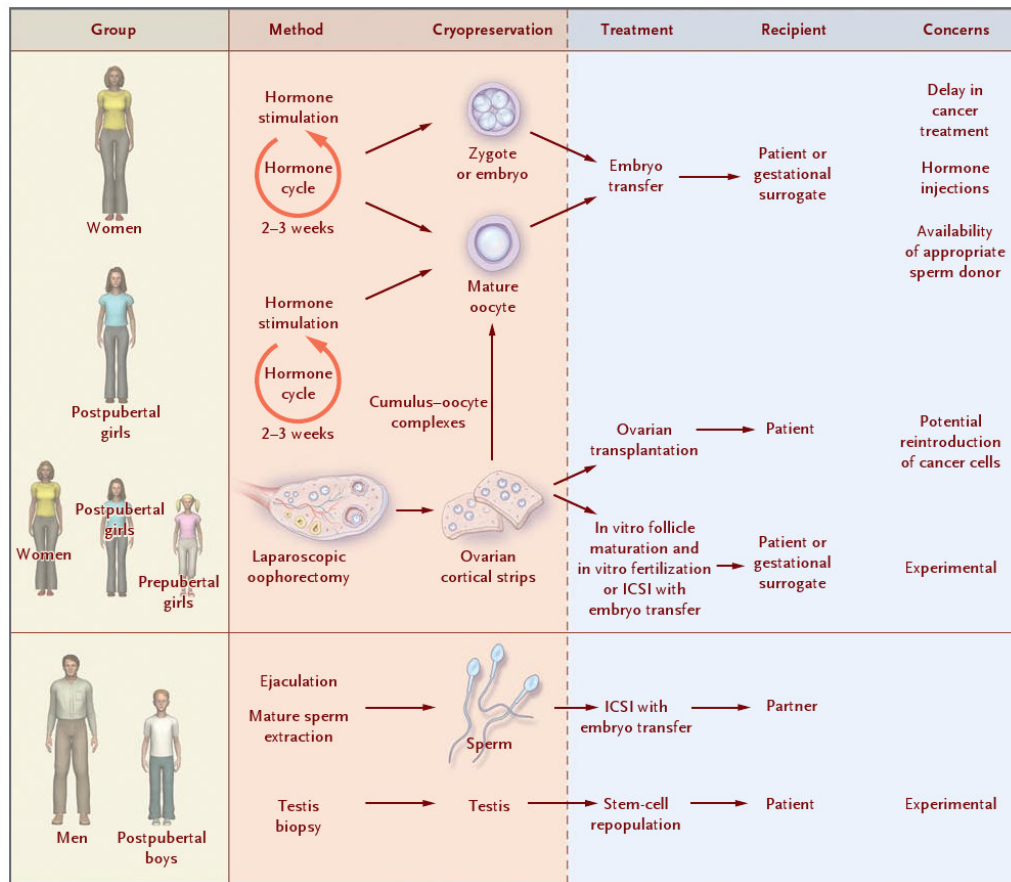 Group
Method
Cryopreservation
Treatment
Recipient
Concerns
Women
Hormone
stimulation
Hormone
cycle
2–3 weeks
Zygote
or embryo
Mature
oocyte
Embryo
transfer
Patient or
gestational
surrogate
Delay in
cancer
treatment
Hormone
injections
Availability
of appropriate
sperm donor
Postpubertal
girls
Hormone
stimulation
Hormone
cycle
2–3 weeks
Cumulus–oocyte
complexes
Women
Postpubertal
girls
Prepubertal
girls
Laparoscopic
oophorectomy
Ovarian
cortical strips
Ovarian
transplantation
Patient
Potential
reintroduction
of cancer cells
In vitro follicle
maturation and
in vitro fertilization
or ICSI with
embryo transfer
Patient or
gestational
surrogate
Experimental
Men
Postpubertal
boys
Ejaculation
Mature sperm
extraction
Sperm
ICSI with
embryo transfer
Partner
Testis
biopsy
Testis
Stem-cell
repopulation
Patient
Experimental